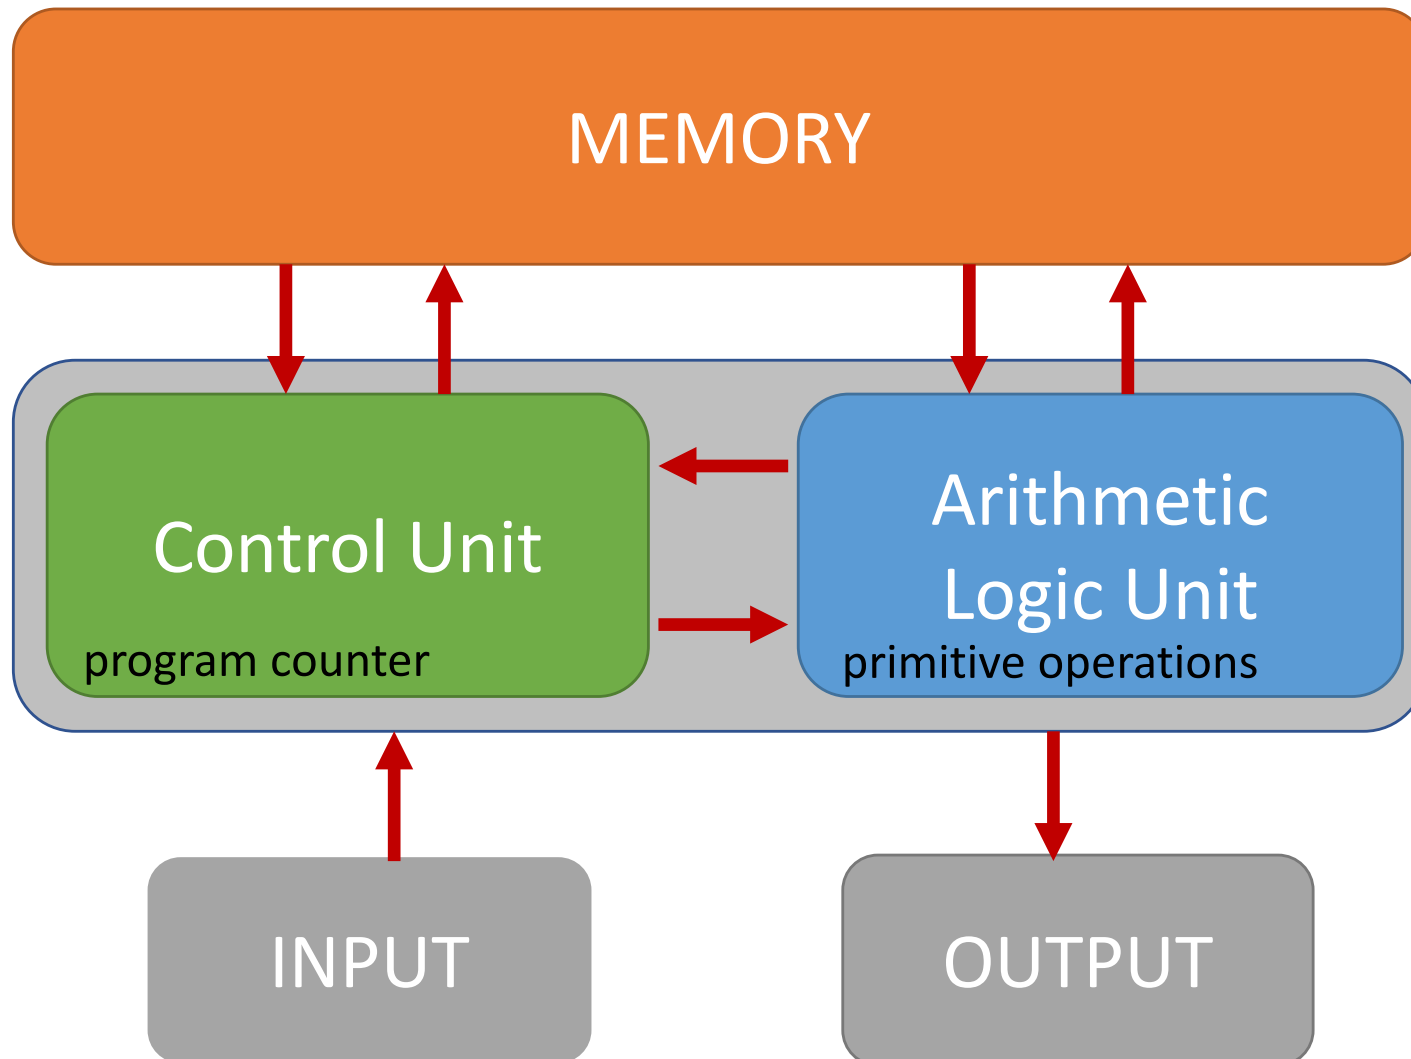 MEMORY
Control Unit
program counter
Arithmetic
Logic Unit
primitive operations
INPUT
OUTPUT